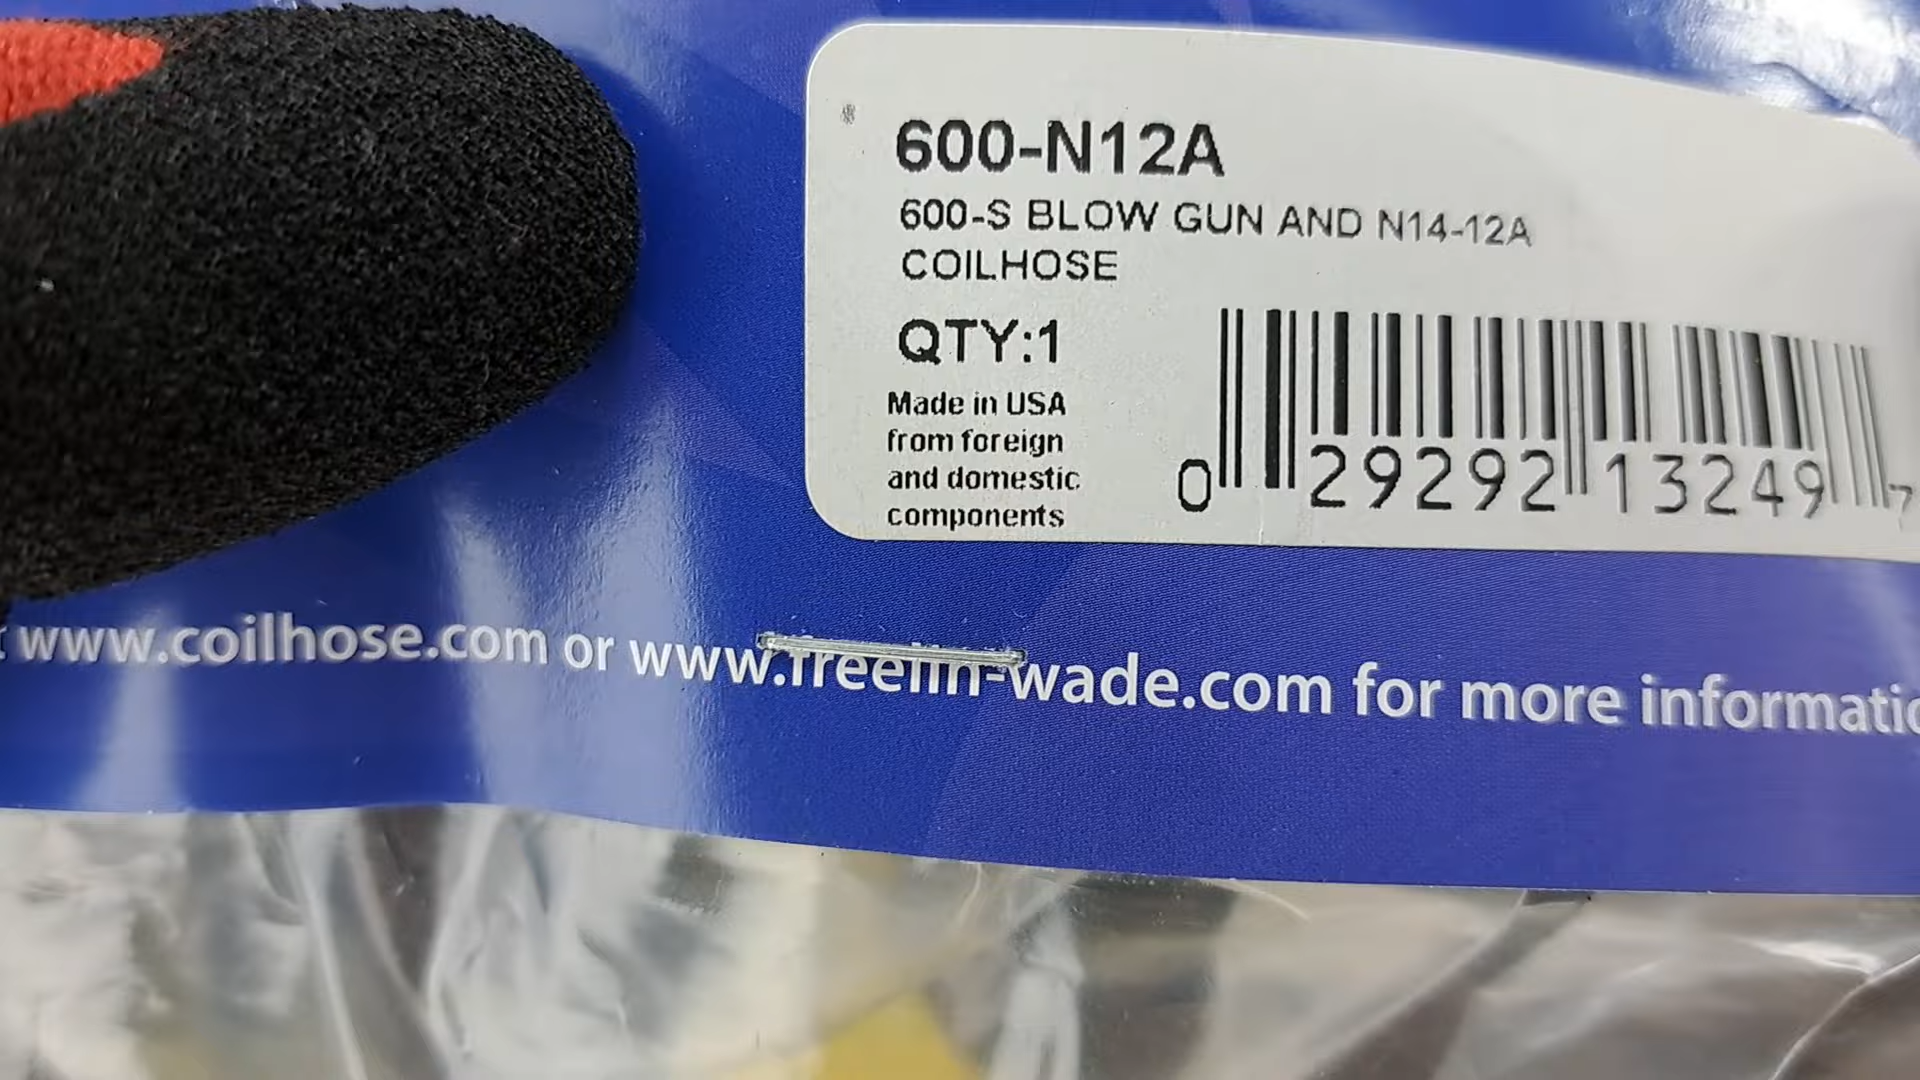 600-N12A
600-S BLOW GUN AND N14-12A
COILHOSE
QTY:1
Made in USA
from foreign
and domestic
components
0 29292 13249 7
www.coilhose.com or www.freelin-wade.com for more